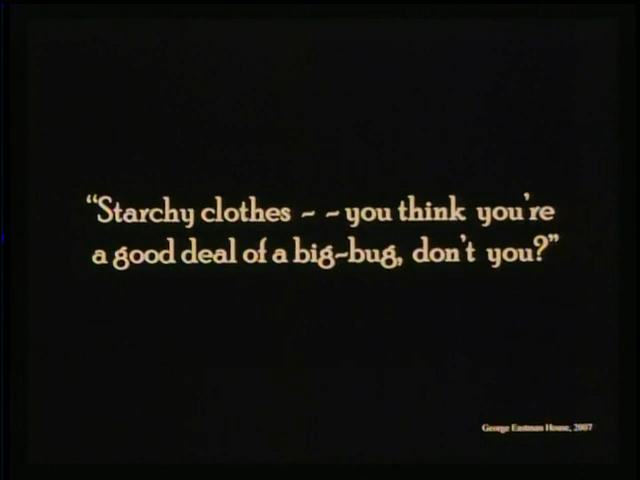 “Starchy clothes ~ ~ you think you're
a good deal of a big~bug, don't you?”
George Eastman House, 2007